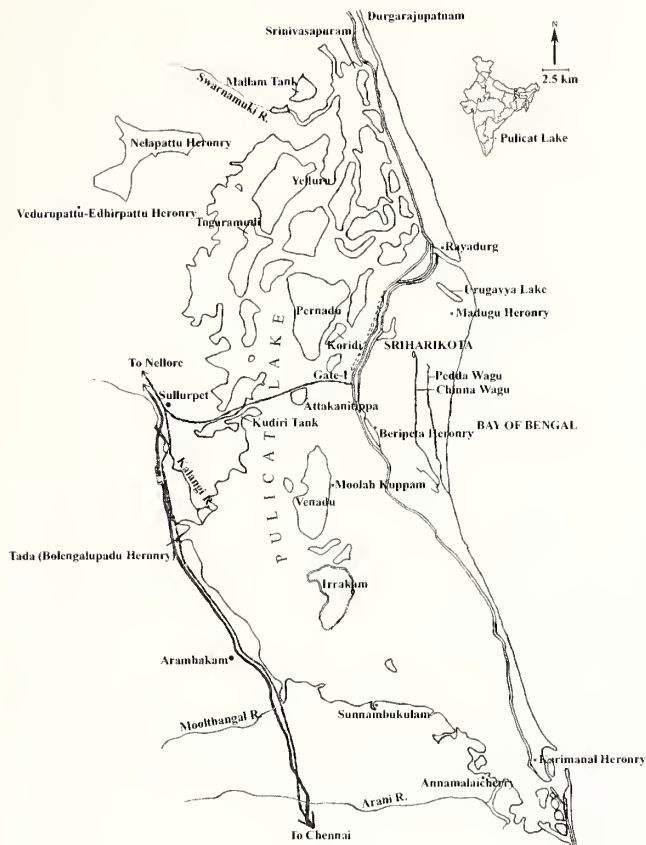 Durgarajupatnam
Srinivasapuram
N
2.5 km
Mallam Tank
Swarnamuki R.
Pulicat Lake
Nelapattu Heronry
Yelluru
Vedurupattu-Edhirpattu Heronry
Rayadurg
Urugayya Lake
Pernadu
Madugu Heronry
Koridi
SRIHARIKOTA
To Nellore
Gate-I
Pedda Wagu
Sullurpet
Chinna Wagu
Attakanitippa
Kudiri Tank
BAY OF BENGAL
Beripeta Heronry
PULICAT LAKE
Kalangi R.
Moolah Kuppam
Venadu
Tada (Bolengalupadu Hernry)
Irrakam
Arambakam
Sunnambukulam
Moolthangal R.
Karimanal Heronry
Annamalaicherry
Arani R.
To Chennai